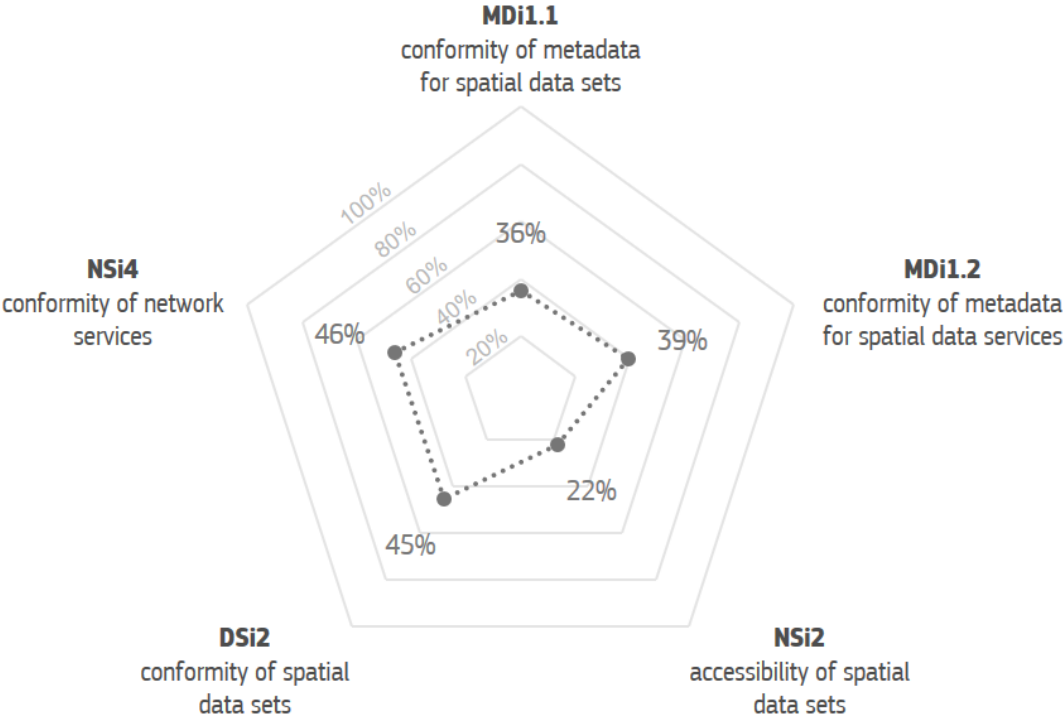 MDi1.1
conformity of metadata
for spatial data sets
100%
80%
60%
40%
20%
36%
NSi4
conformity of network
services
46%
39%
MDi1.2
conformity of metadata
for spatial data services
22%
45%
DSi2
conformity of spatial
data sets
NSi2
accessibility of spatial
data sets